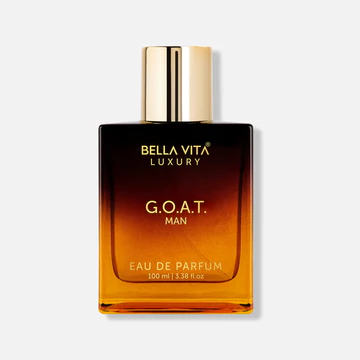 BELLA VITA®
LUXURY
G.O.A.T.
MAN
EAU DE PARFUM
100 ml | 3.38 fl.oz